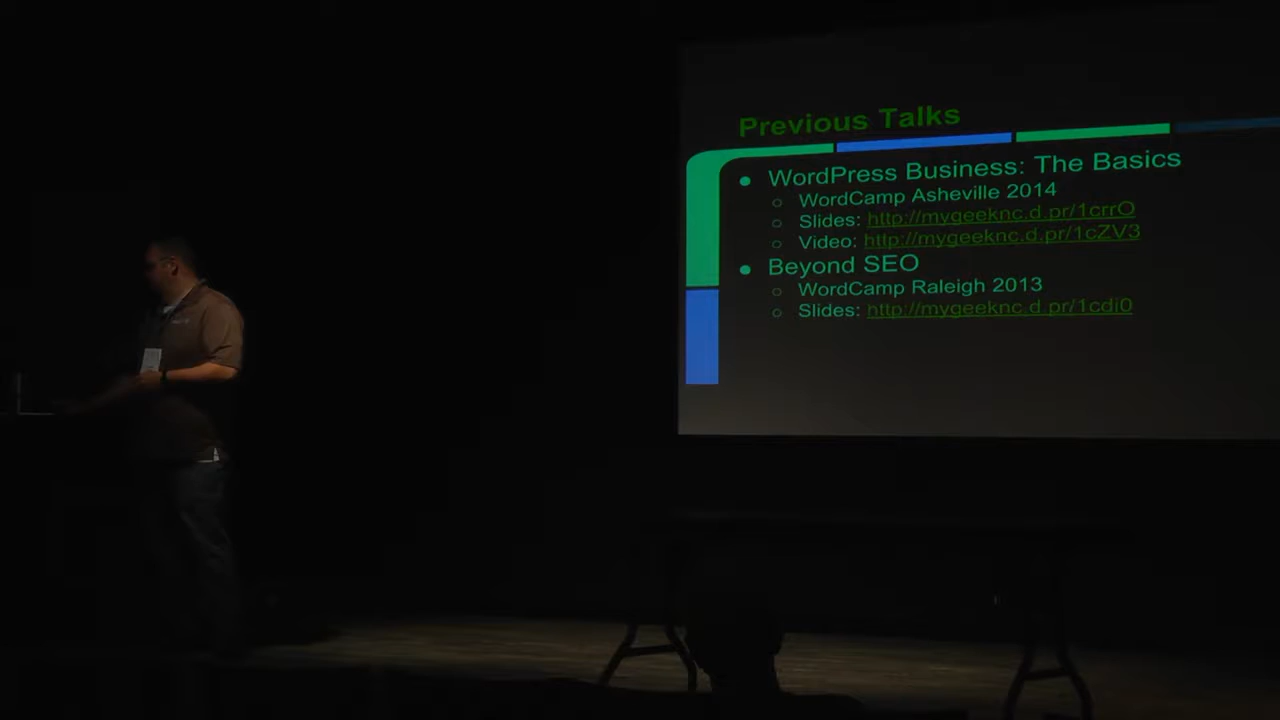 Previous Talks
WordPress Business: The Basics
WordCamp Asheville 2014
Slides: http://mygeeknc.d.pr/1crrO
Video: http://mygeeknc.d.pr/1cZV3
Beyond SEO
WordCamp Raleigh 2013
Slides: http://mygeeknc.d.pr/1cdi0